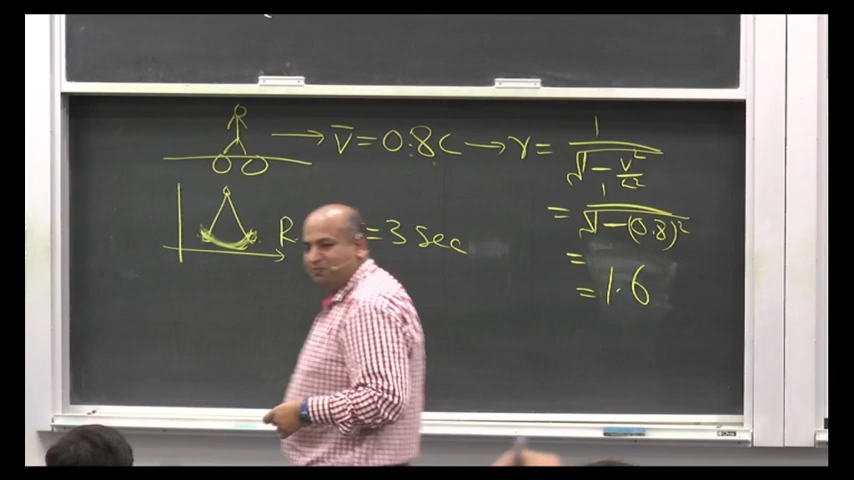 → V̅ = 0.8C → γ = 1 / √1 - v²/c²
= 1 / √1 - (0.8)²
=
= 1.6
R = 3 sec